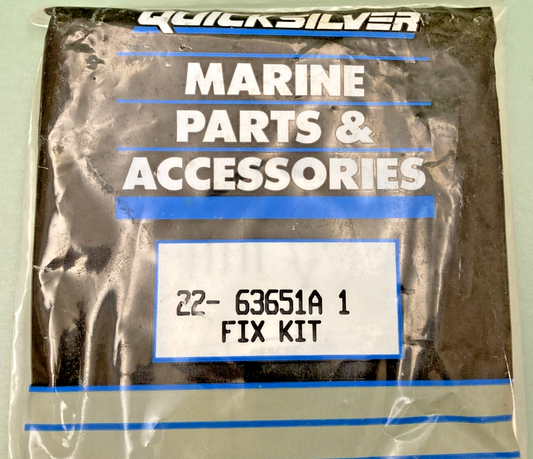 QUICKSILVER
MARINE
PARTS &
ACCESSORIES
22- 63651A 1
FIX KIT